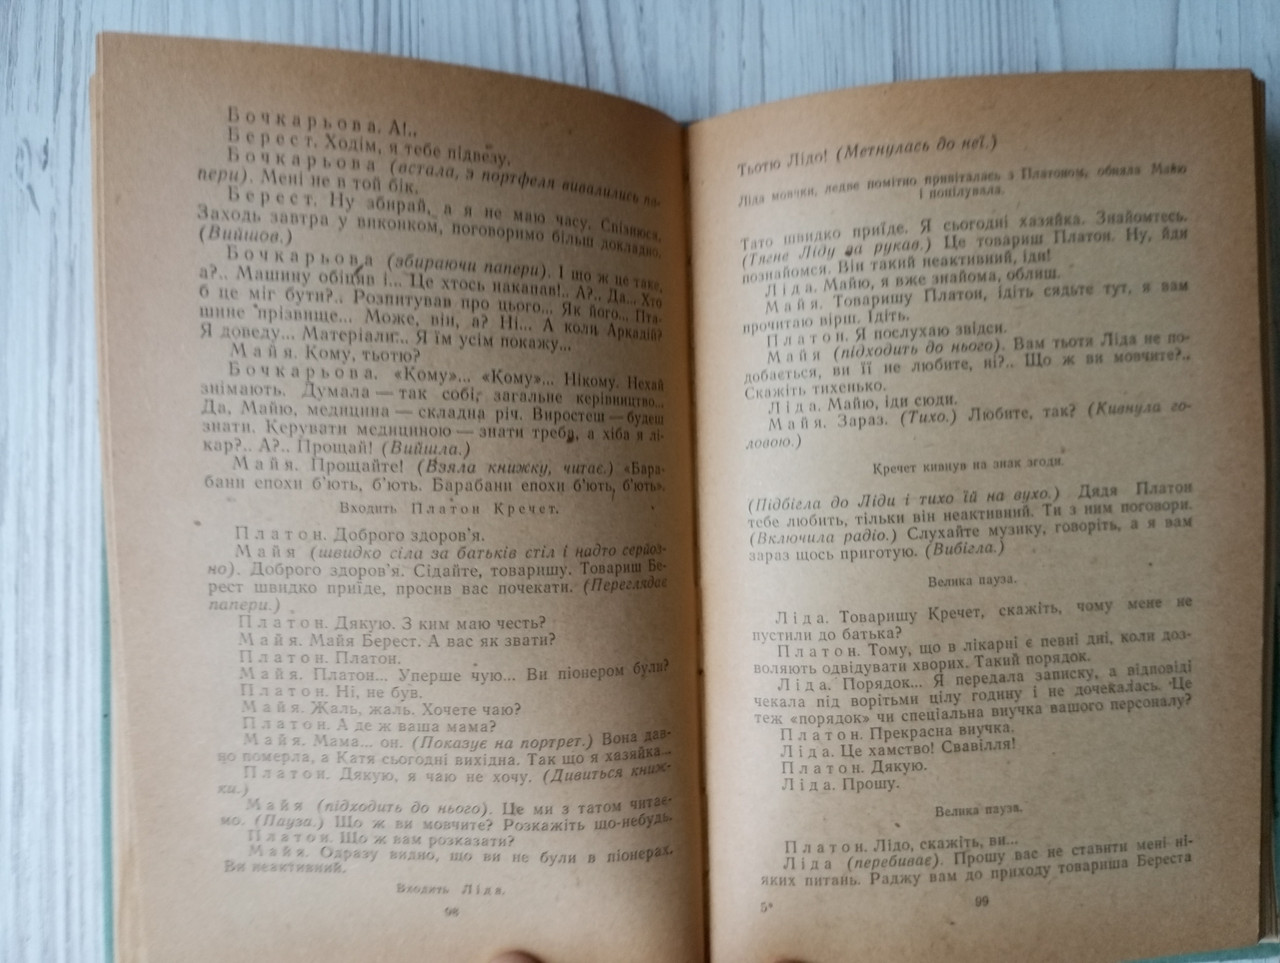 Бочкарьова. А!..
Берест. Ходім, я тебе підвезу.
Бочкарьова (встала, з портфеля вивалились па-
пери). Мені не в той бік.
Берест. Ну збирай, а я не маю часу. Спізнюся.
Заходь завтра у виконком, поговоримо більш докладно.
(Вийшов.)
Бочкарьова (збираючи папери). І що ж це таке,
а?.. Машину обіцяв і... Це хтось накапав!.. А?.. Да... Хто
б це міг бути?.. Розпитував про цього... Як його... Пта-
шине прізвище... Може, він, а? Ні... А коли Аркадій?
Я доведу... Матеріали... Я їм усім покажу...
Майя. Кому, тьотю?
Бочкарьова. «Кому»... «Кому»... Нікому. Нехай
знімають. Думала — так собі, загальне керівництво...
Да, Майю, медицина — складна річ. Виростеш — будеш
знати. Керувати медициною — знати треба, а хіба я лі-
кар?.. А?.. Прощай! (Вийшла.)
Майя. Прощайте! (Взяла книжку, читає.) «Бара-
бани епохи б'ють, б'ють. Барабани епохи б'ють, б'ють».
Входить Платон Кречет.
Платон. Доброго здоров'я.
Майя (швидко сіла за батьків стіл і надто серйоз-
но). Доброго здоров'я. Сідайте, товаришу. Товариш Бе-
рест швидко приїде, просив вас почекати. (Переглядає
папери.)
Платон. Дякую. З ким маю честь?
Майя. Майя Берест. А вас як звати?
Платон. Платон.
Майя. Платон... Уперше чую... Ви піонером були?
Платон. Ні, не був.
Майя. Жаль, жаль. Хочете чаю?
Платон. А де ж ваша мама?
Майя. Мама... он. (Показує на портрет.) Вона дав-
но померла, а Катя сьогодні вихідна. Так що я хазяйка...
Платон. Дякую, я чаю не хочу. (Дивиться книж-
ки.)
Майя (підходить до нього). Це ми з татом читає-
мо. (Пауза.) Що ж ви мовчите? Розкажіть що-небудь.
Платон. Що ж вам розказати?
Майя. Одразу видно, що ви не були в піонерах.
Ви неактивний.
Входить Ліда.
98
Тьотю Лідо! (Метнулась до неї.)
Ліда мовчки, ледве помітно привіталась з Платоном, обняла Майю
і поцілувала.
Тато швидко приїде. Я сьогодні хазяйка. Знайомтесь.
(Тягне Ліду за рукав.) Це товариш Платон. Ну, йди
познайомся. Він такий неактивний, іди!
Ліда. Майю, я вже знайома, облиш.
Майя. Товаришу Платон, ідіть сядьте тут, я вам
прочитаю вірш. Ідіть.
Платон. Я послухаю звідси.
Майя (підходить до нього). Вам тьотя Ліда не по-
добається, ви її не любите, ні?.. Що ж ви мовчите?..
Скажіть тихенько.
Ліда. Майю, іди сюди.
Майя. Зараз. (Тихо.) Любите, так? (Кивнула го-
ловою.)
Кречет кивнув на знак згоди.
(Підбігла до Ліди і тихо їй на вухо.) Дядя Платон
тебе любить, тільки він неактивний. Ти з ним поговори.
(Включила радіо.) Слухайте музику, говоріть, а я вам
зараз щось приготую. (Вибігла.)
Велика пауза.
Ліда. Товаришу Кречет, скажіть, чому мене не
пустили до батька?
Платон. Тому, що в лікарні є певні дні, коли доз-
воляють одвідувати хворих. Такий порядок.
Ліда. Порядок... Я передала записку, а відповіді
чекала під ворітьми цілу годину і не дочекалась. Це
теж «порядок» чи спеціальна внучка вашого персоналу?
Платон. Прекрасна внучка.
Ліда. Це хамство! Свавілля!
Платон. Дякую.
Ліда. Прошу.
Велика пауза.
Платон. Лідо, скажіть, ви...
Ліда (перебиває). Прошу вас не ставити мені ні-
яких питань. Раджу вам до приходу товариша Береста
5*
99